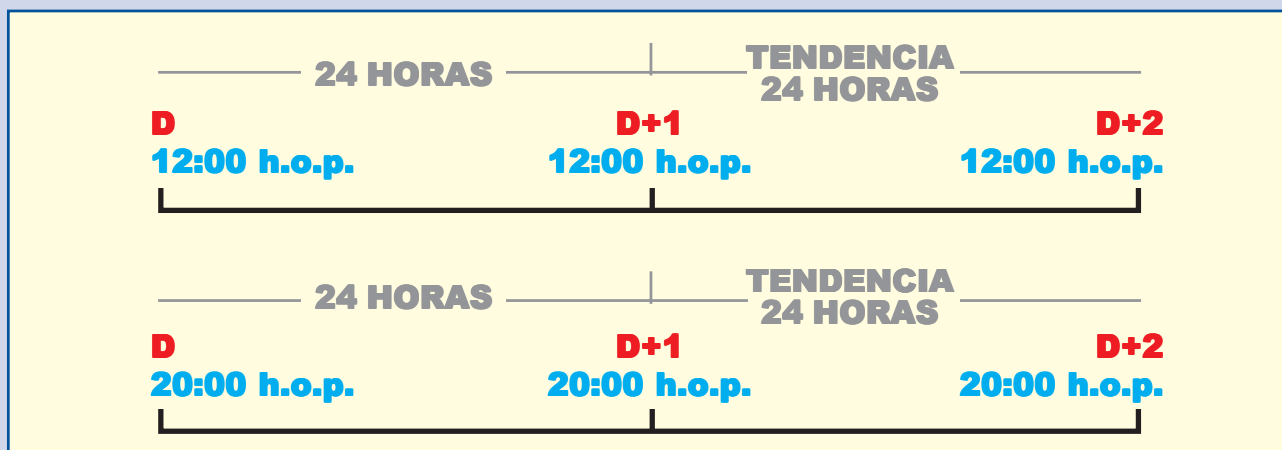 24 HORAS TENDENCIA
24 HORAS
D D+1 D+2
12:00 h.o.p. 12:00 h.o.p. 12:00 h.o.p.
24 HORAS TENDENCIA
24 HORAS
D D+1 D+2
20:00 h.o.p. 20:00 h.o.p. 20:00 h.o.p.